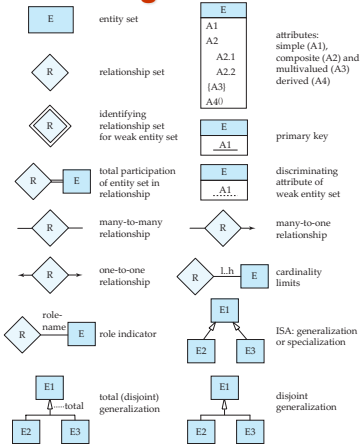 E
entity set
R
relationship set
R
identifying
relationship set
for weak entity set
R
E
total participation
of entity set in
relationship
R
many-to-many
relationship
R
one-to-one
relationship
role-
name
R
E
role indicator
E1
total
E2
E3
total (disjoint)
generalization
E
A1
A2
A2.1
A2.2
{A3}
A4()
attributes:
simple (A1),
composite (A2) and
multivalued (A3)
derived (A4)
E
A1
primary key
E
A1
discriminating
attribute of
weak entity set
R
many-to-one
relationship
R
l..h
E
cardinality
limits
E1
E2
E3
ISA: generalization
or specialization
E1
E2
E3
disjoint
generalization